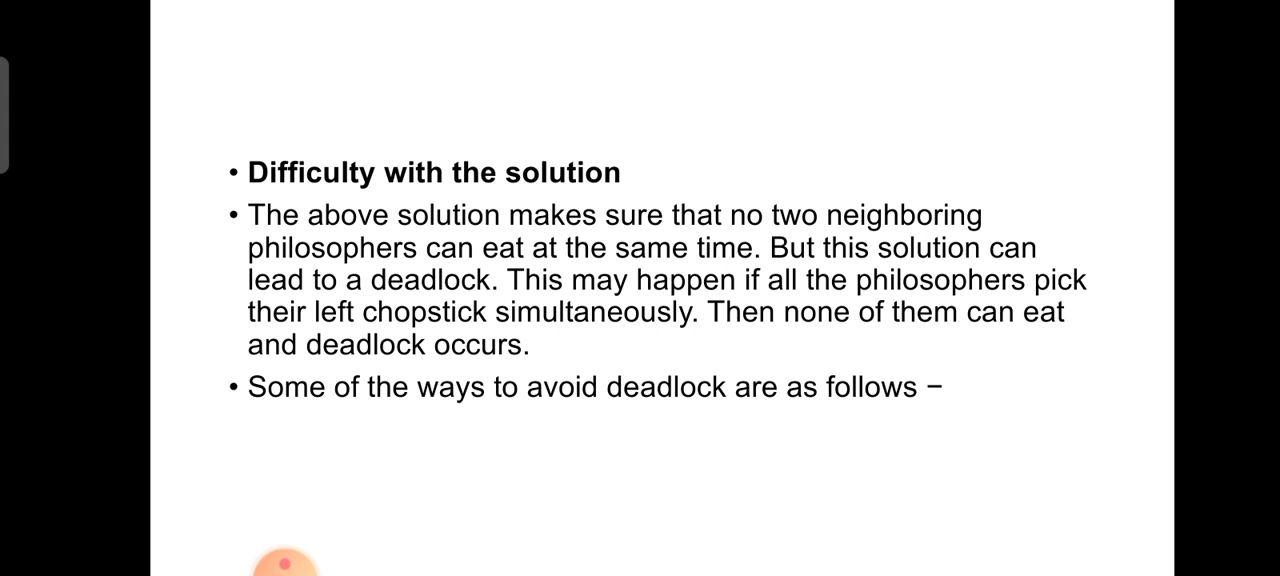 • Difficulty with the solution
• The above solution makes sure that no two neighboring
philosophers can eat at the same time. But this solution can
lead to a deadlock. This may happen if all the philosophers pick
their left chopstick simultaneously. Then none of them can eat
and deadlock occurs.
• Some of the ways to avoid deadlock are as follows −